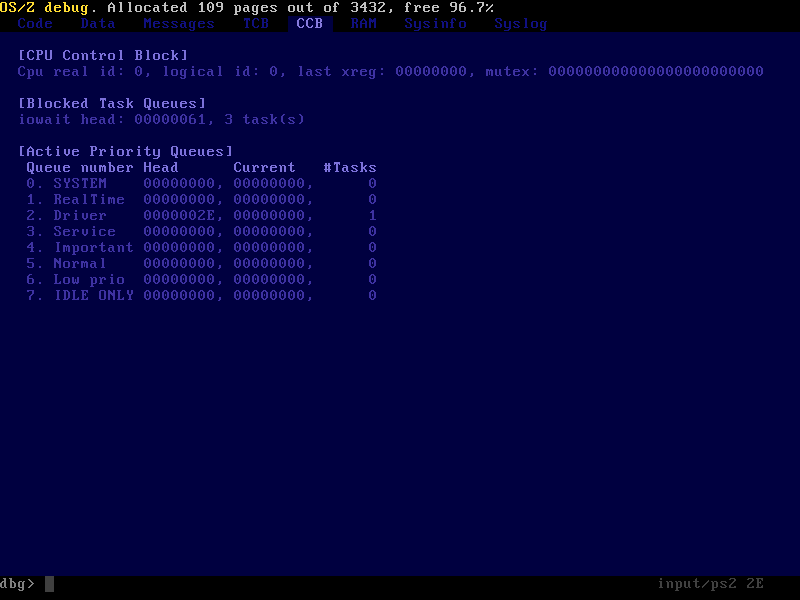 OS/Z debug. Allocated 109 pages out of 3432, free 96.7%
Code Data Messages TCB CCB RAM Sysinfo Syslog
[CPU Control Block]
Cpu real id: 0, logical id: 0, last xreg: 00000000, mutex: 000000000000000000000000
[Blocked Task Queues]
iowait head: 00000061, 3 task(s)
[Active Priority Queues]
Queue number Head Current #Tasks
0. SYSTEM 00000000, 00000000, 0
1. RealTime 00000000, 00000000, 0
2. Driver 0000002E, 00000000, 1
3. Service 00000000, 00000000, 0
4. Important 00000000, 00000000, 0
5. Normal 00000000, 00000000, 0
6. Low prio 00000000, 00000000, 0
7. IDLE ONLY 00000000, 00000000, 0
dbg> input/ps2 2E